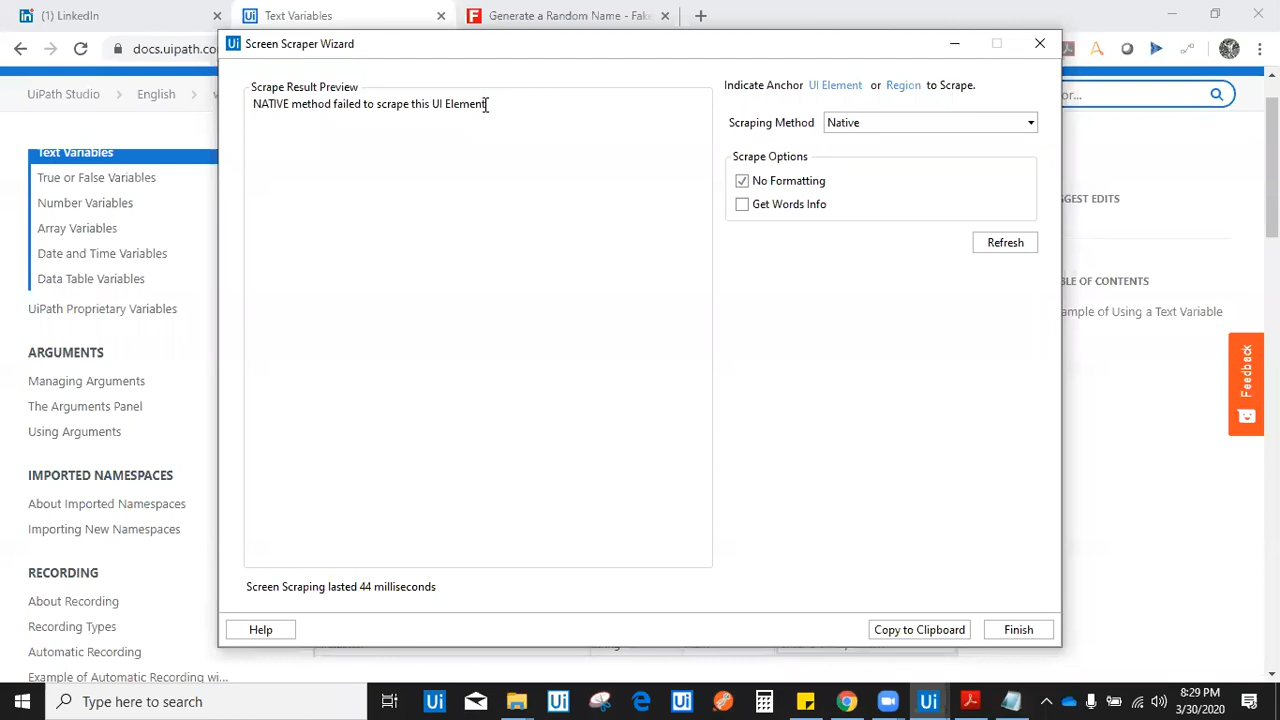 (1) LinkedIn
Text Variables
Generate a Random Name - Fake
docs.uipath.co
Ui Screen Scraper Wizard
UiPath Studio > English >
or...
Text Variables
True or False Variables
Number Variables
Array Variables
Date and Time Variables
Data Table Variables
UiPath Proprietary Variables
ARGUMENTS
Managing Arguments
The Arguments Panel
Using Arguments
IMPORTED NAMESPACES
About Imported Namespaces
Importing New Namespaces
RECORDING
About Recording
Recording Types
Automatic Recording
Example of Automatic Recording wi...
Scrape Result Preview
NATIVE method failed to scrape this UI Element
Screen Scraping lasted 44 milliseconds
Indicate Anchor UI Element or Region to Scrape.
Scraping Method Native
Scrape Options
No Formatting
Get Words Info
Refresh
Help
Copy to Clipboard
Finish
GGEST EDITS
BLE OF CONTENTS
ample of Using a Text Variable
Feedback
Type here to search
8:29 PM
3/30/2020